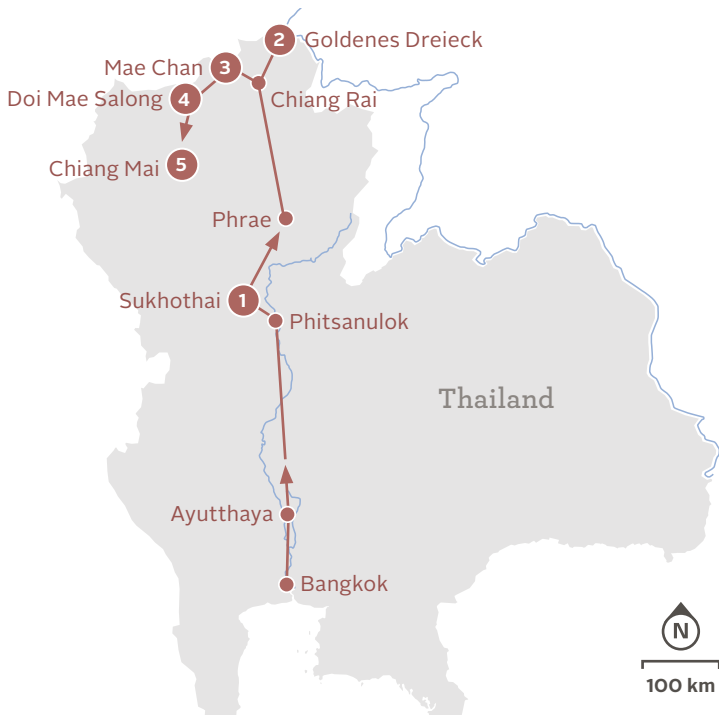 2 Goldenes Dreieck
Mae Chan 3
Doi Mae Salong 4
Chiang Rai
Chiang Mai 5
Phrae
Sukhothai 1
Phitsanulok
Thailand
Ayutthaya
Bangkok
N
100 km